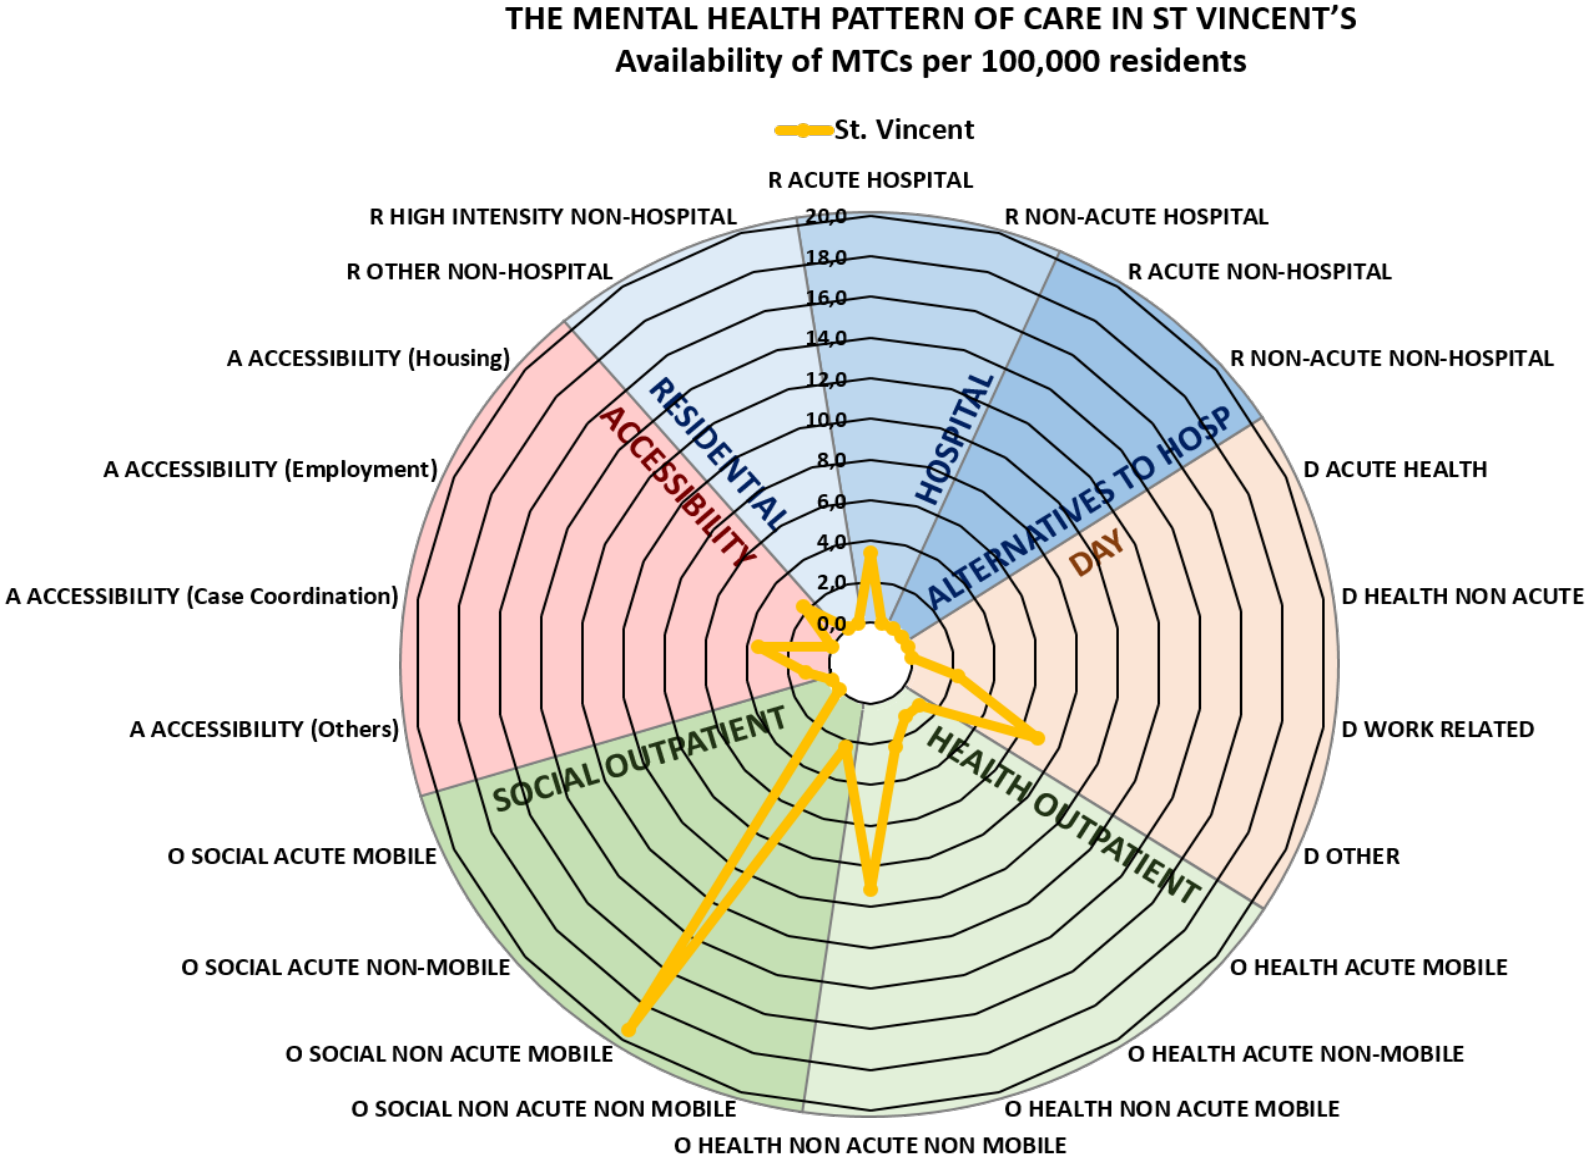 THE MENTAL HEALTH PATTERN OF CARE IN ST VINCENT’S
Availability of MTCs per 100,000 residents
St. Vincent
R ACUTE HOSPITAL
R HIGH INTENSITY NON-HOSPITAL
R NON-ACUTE HOSPITAL
R OTHER NON-HOSPITAL
R ACUTE NON-HOSPITAL
A ACCESSIBILITY (Housing)
R NON-ACUTE NON-HOSPITAL
A ACCESSIBILITY (Employment)
D ACUTE HEALTH
A ACCESSIBILITY (Case Coordination)
D HEALTH NON ACUTE
A ACCESSIBILITY (Others)
D WORK RELATED
O SOCIAL ACUTE MOBILE
D OTHER
O SOCIAL ACUTE NON-MOBILE
O HEALTH ACUTE MOBILE
O SOCIAL NON ACUTE MOBILE
O HEALTH ACUTE NON-MOBILE
O SOCIAL NON ACUTE NON MOBILE
O HEALTH NON ACUTE MOBILE
O HEALTH NON ACUTE NON MOBILE
20,0
18,0
16,0
14,0
12,0
10,0
8,0
6,0
4,0
2,0
0,0
RESIDENTIAL
HOSPITAL
ALTERNATIVES TO HOSP
ACCESSIBILITY
DAY
SOCIAL OUTPATIENT
HEALTH OUTPATIENT